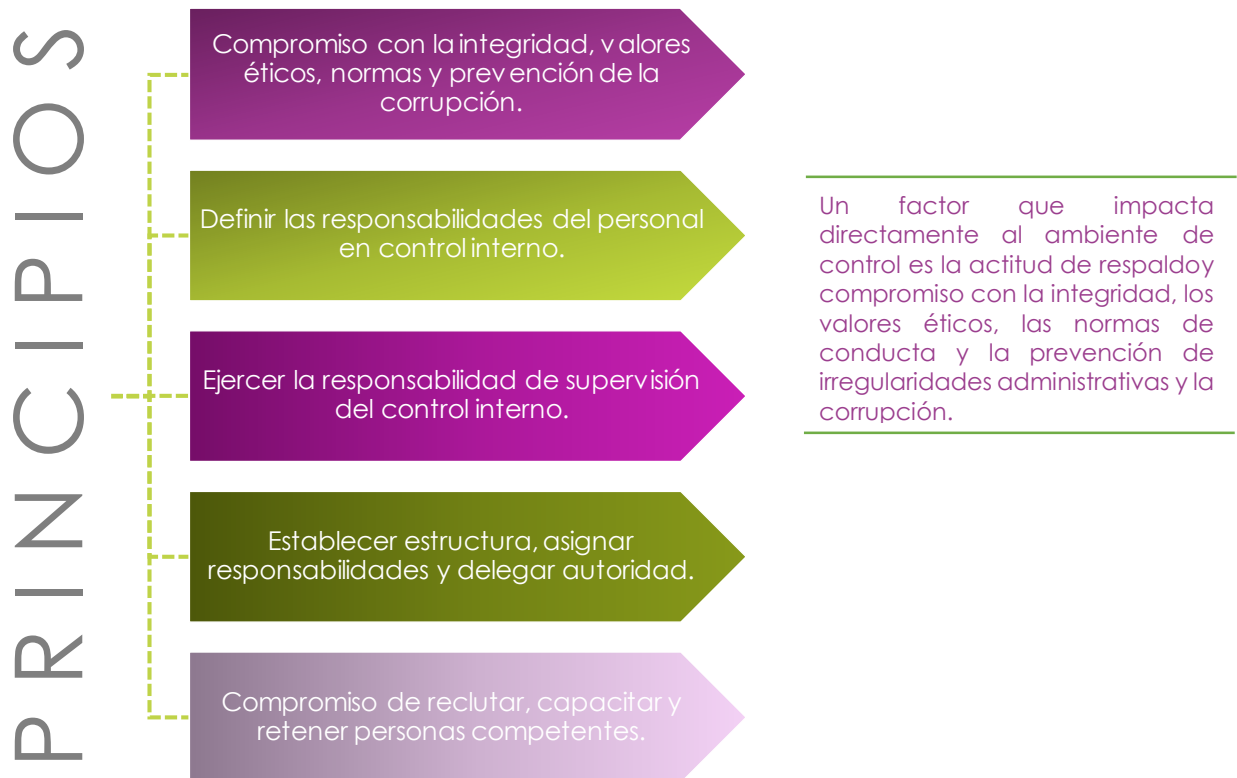 PRINCIPIOS
Compromiso con la integridad, valores
éticos, normas y prevención de la
corrupción.
Definir las responsabilidades del personal
en control interno.
Ejercer la responsabilidad de supervisión
del control interno.
Establecer estructura, asignar
responsabilidades y delegar autoridad.
Compromiso de reclutar, capacitar y
retener personas competentes.
Un factor que impacta
directamente al ambiente de
control es la actitud de respaldoy
compromiso con la integridad, los
valores éticos, las normas de
conducta y la prevención de
irregularidades administrativas y la
corrupción.